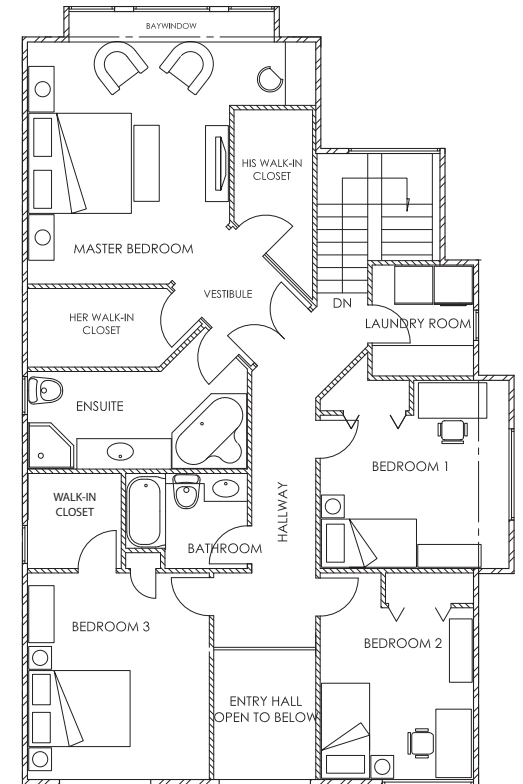 BAYWINDOW
HIS WALK-IN
CLOSET
MASTER BEDROOM
VESTIBULE
DN
HER WALK-IN
CLOSET
LAUNDRY ROOM
ENSUITE
BEDROOM 1
WALK-IN
CLOSET
HALLWAY
BATHROOM
BEDROOM 3
BEDROOM 2
ENTRY HALL
OPEN TO BELOW